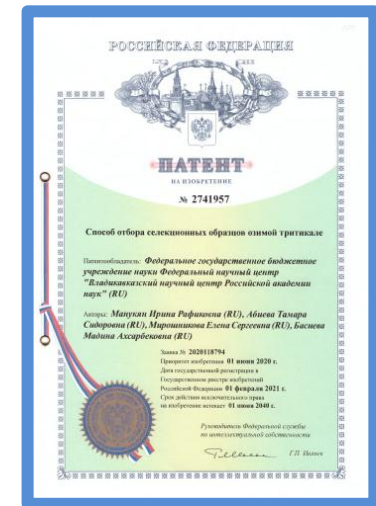 РОССИЙСКАЯ ФЕДЕРАЦИЯ
ПАТЕНТ
НА ИЗОБРЕТЕНИЕ
№ 2741957
Способ отбора селекционных образцов озимой тритикале
Патентообладатель: Федеральное государственное бюджетное
учреждение науки Федеральный научный центр
"Владикавказский научный центр Российской академии
наук" (RU)
Авторы: Манукян Ирина Рафиковна (RU), Абиева Тамара
Сидоровна (RU), Мирошникова Елена Сергеевна (RU), Басиева
Мадина Ахсарбековна (RU)
Заявка № 2020118794
Приоритет изобретения 01 июня 2020 г.
Дата государственной регистрации в
Государственном реестре изобретений
Российской Федерации 01 февраля 2021 г.
Срок действия исключительного права
на изобретение истекает 01 июня 2040 г.
Руководитель Федеральной службы
по интеллектуальной собственности
Г.П. Ивлиев